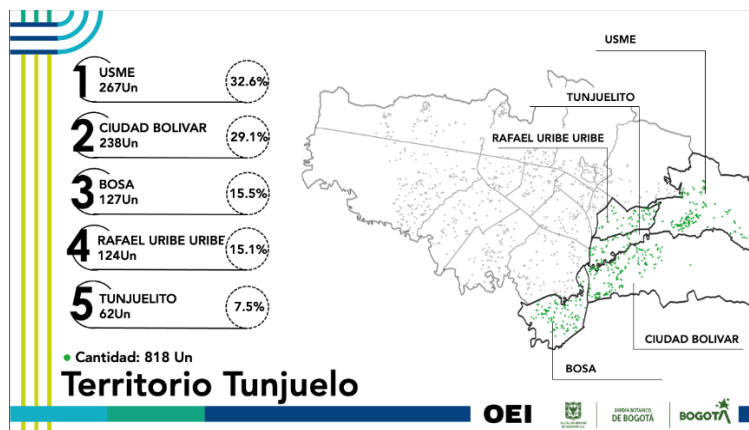 1 USME
267Un
32.6%
2 CIUDAD BOLIVAR
238Un
29.1%
3 BOSA
127Un
15.5%
4 RAFAEL URIBE URIBE
124Un
15.1%
5 TUNJUELITO
62Un
7.5%
USME
TUNJUELITO
RAFAEL URIBE URIBE
CIUDAD BOLIVAR
BOSA
Cantidad: 818 Un
Territorio Tunjuelo
OEI
JARDÍN BOTÁNICO
DE BOGOTÁ
BOGOTÁ